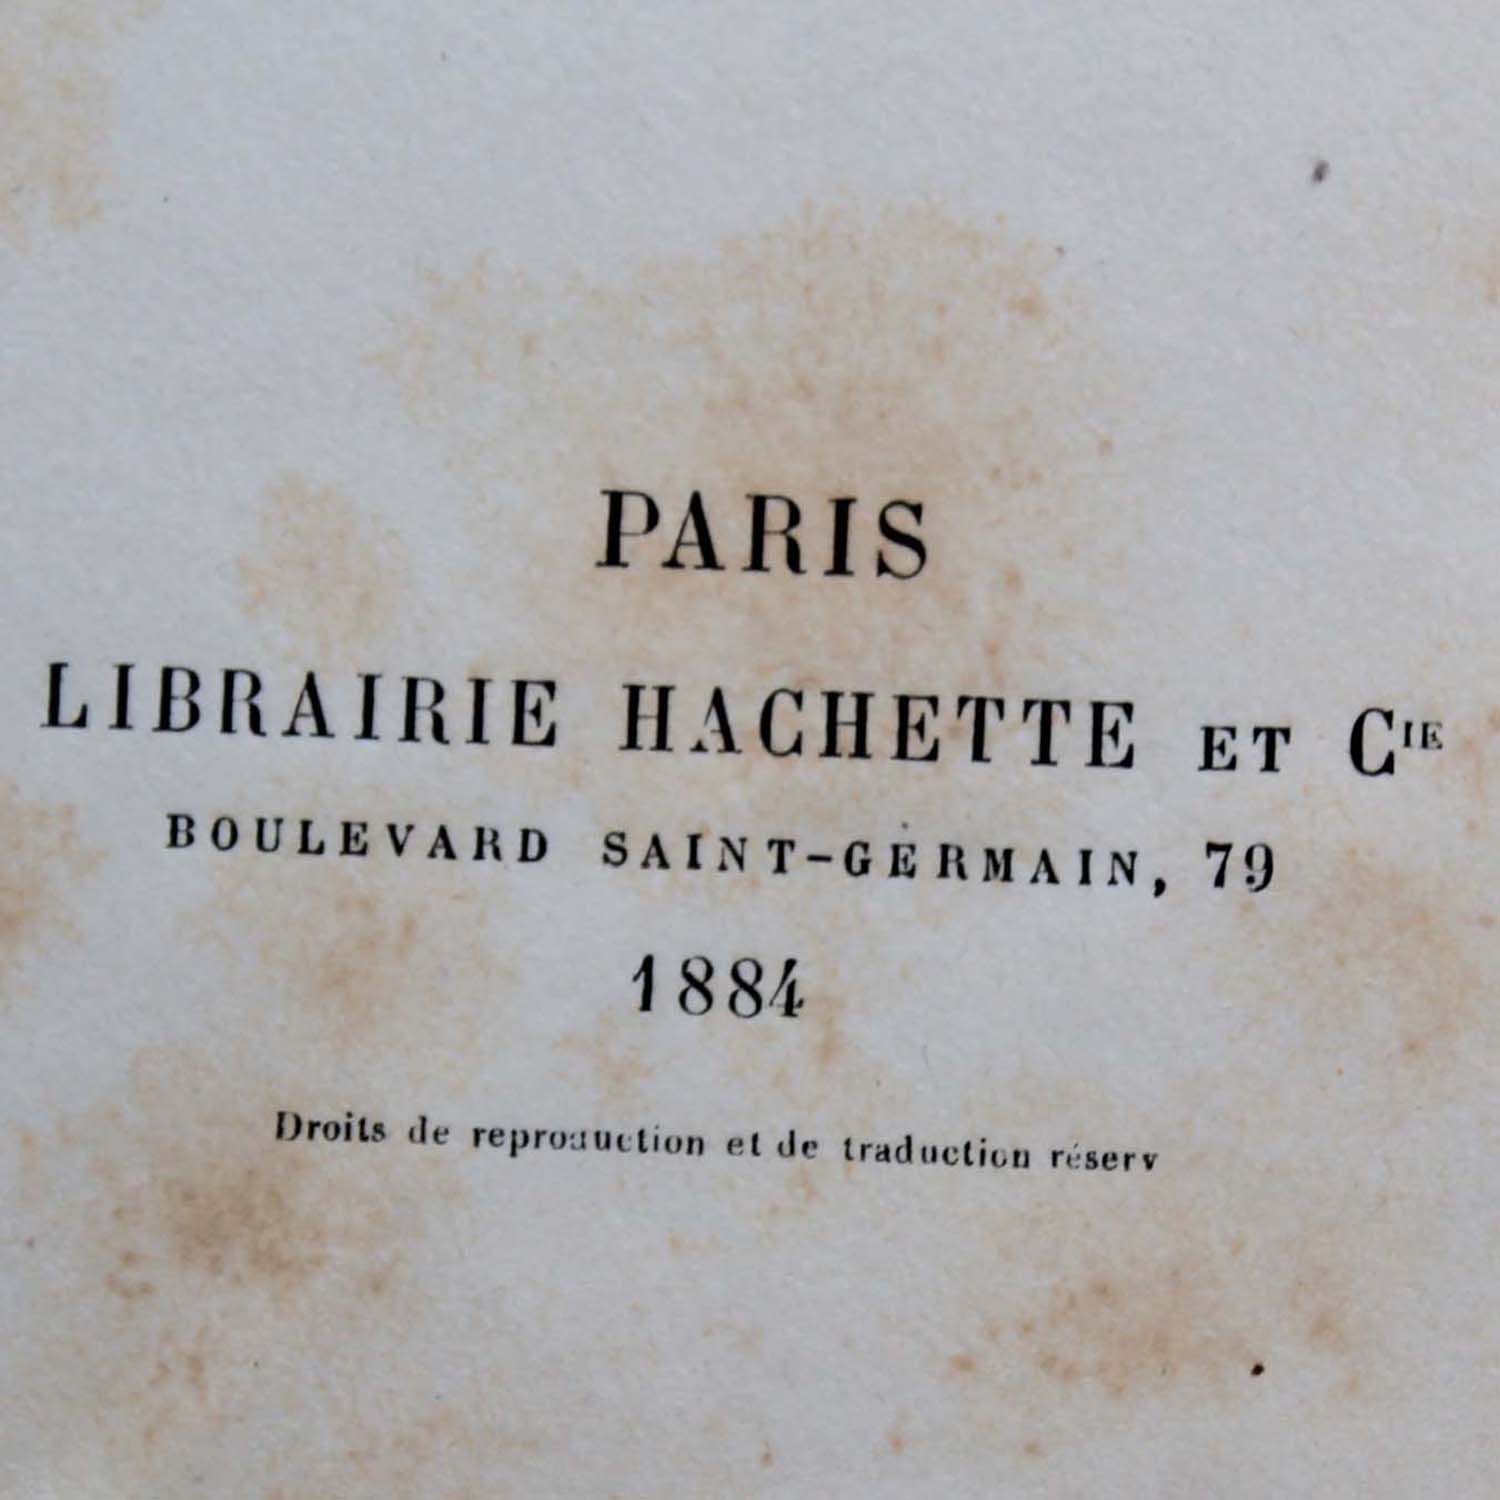 PARIS
LIBRAIRIE HACHETTE ET CIE
BOULEVARD SAINT-GERMAIN, 79
1884
Droits de reproduction et de traduction réserv